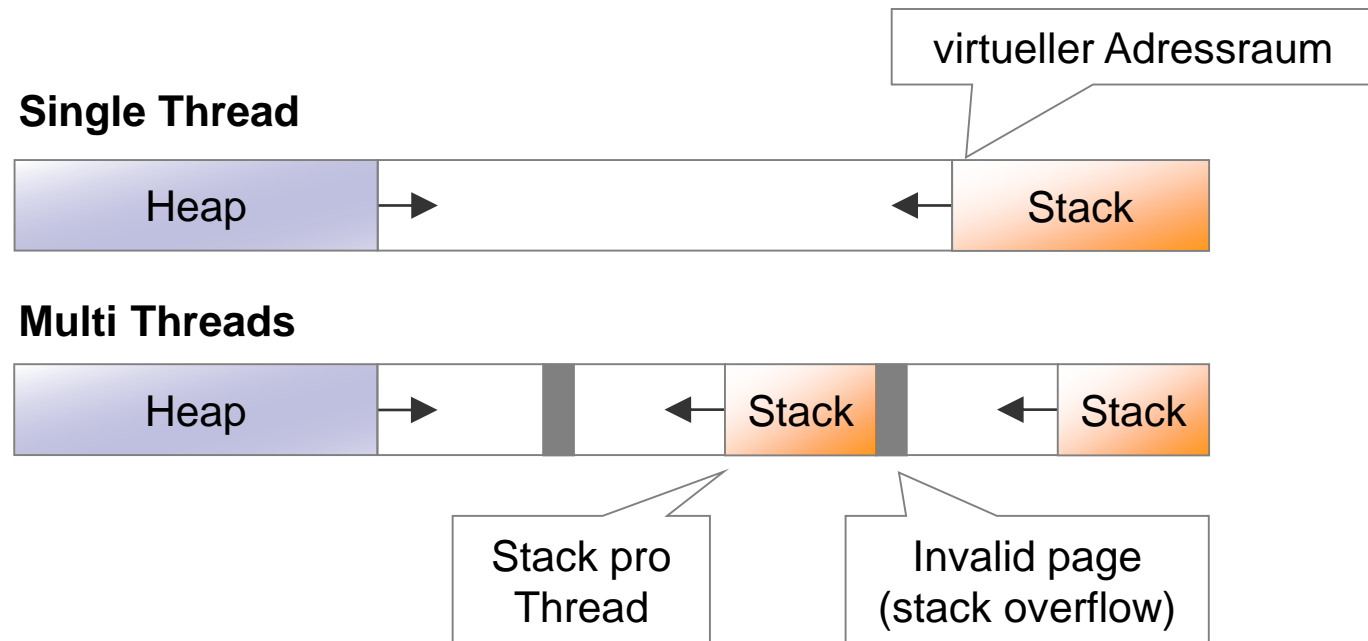 virtueller Adressraum
Single Thread
Heap
Stack
Multi Threads
Heap
Stack
Stack
Stack pro
Thread
Invalid page
(stack overflow)